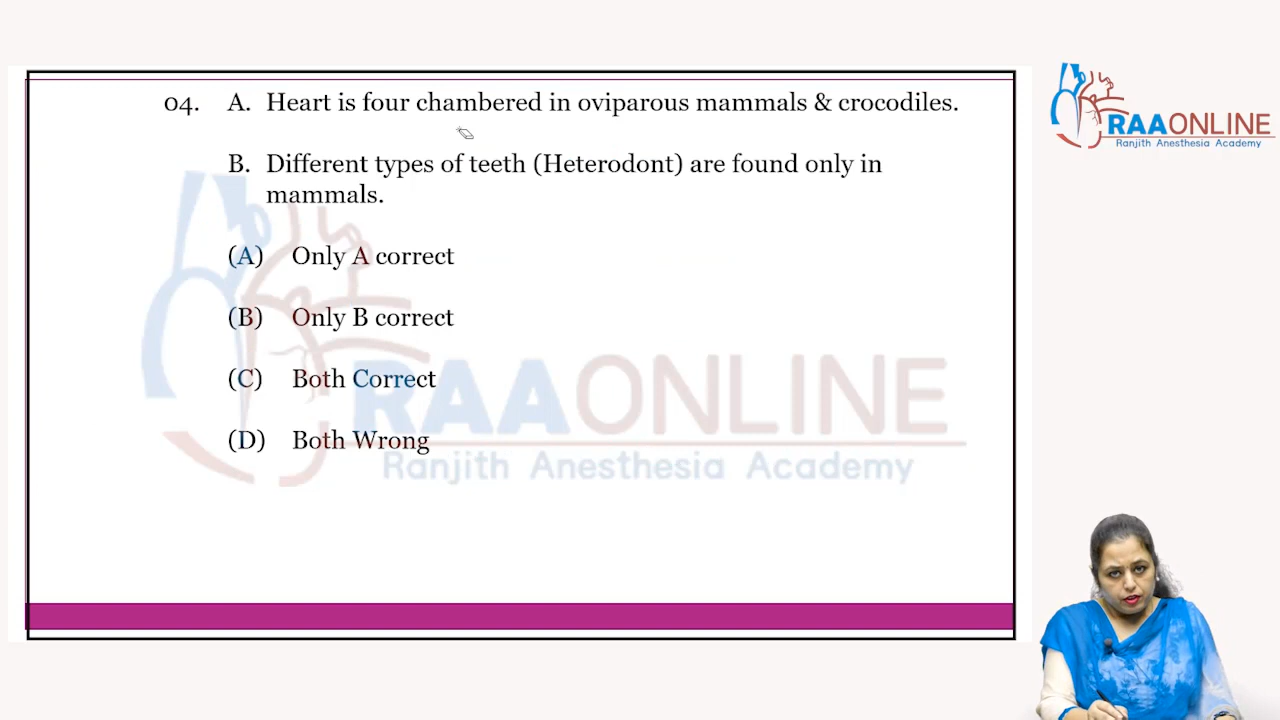 04. A. Heart is four chambered in oviparous mammals & crocodiles.
B. Different types of teeth (Heterodont) are found only in
mammals.
(A) Only A correct
(B) Only B correct
(C) Both Correct
(D) Both Wrong
RAAONLINE
Ranjith Anesthesia Academy
RAAONLINE
Ranjith Anesthesia Academy